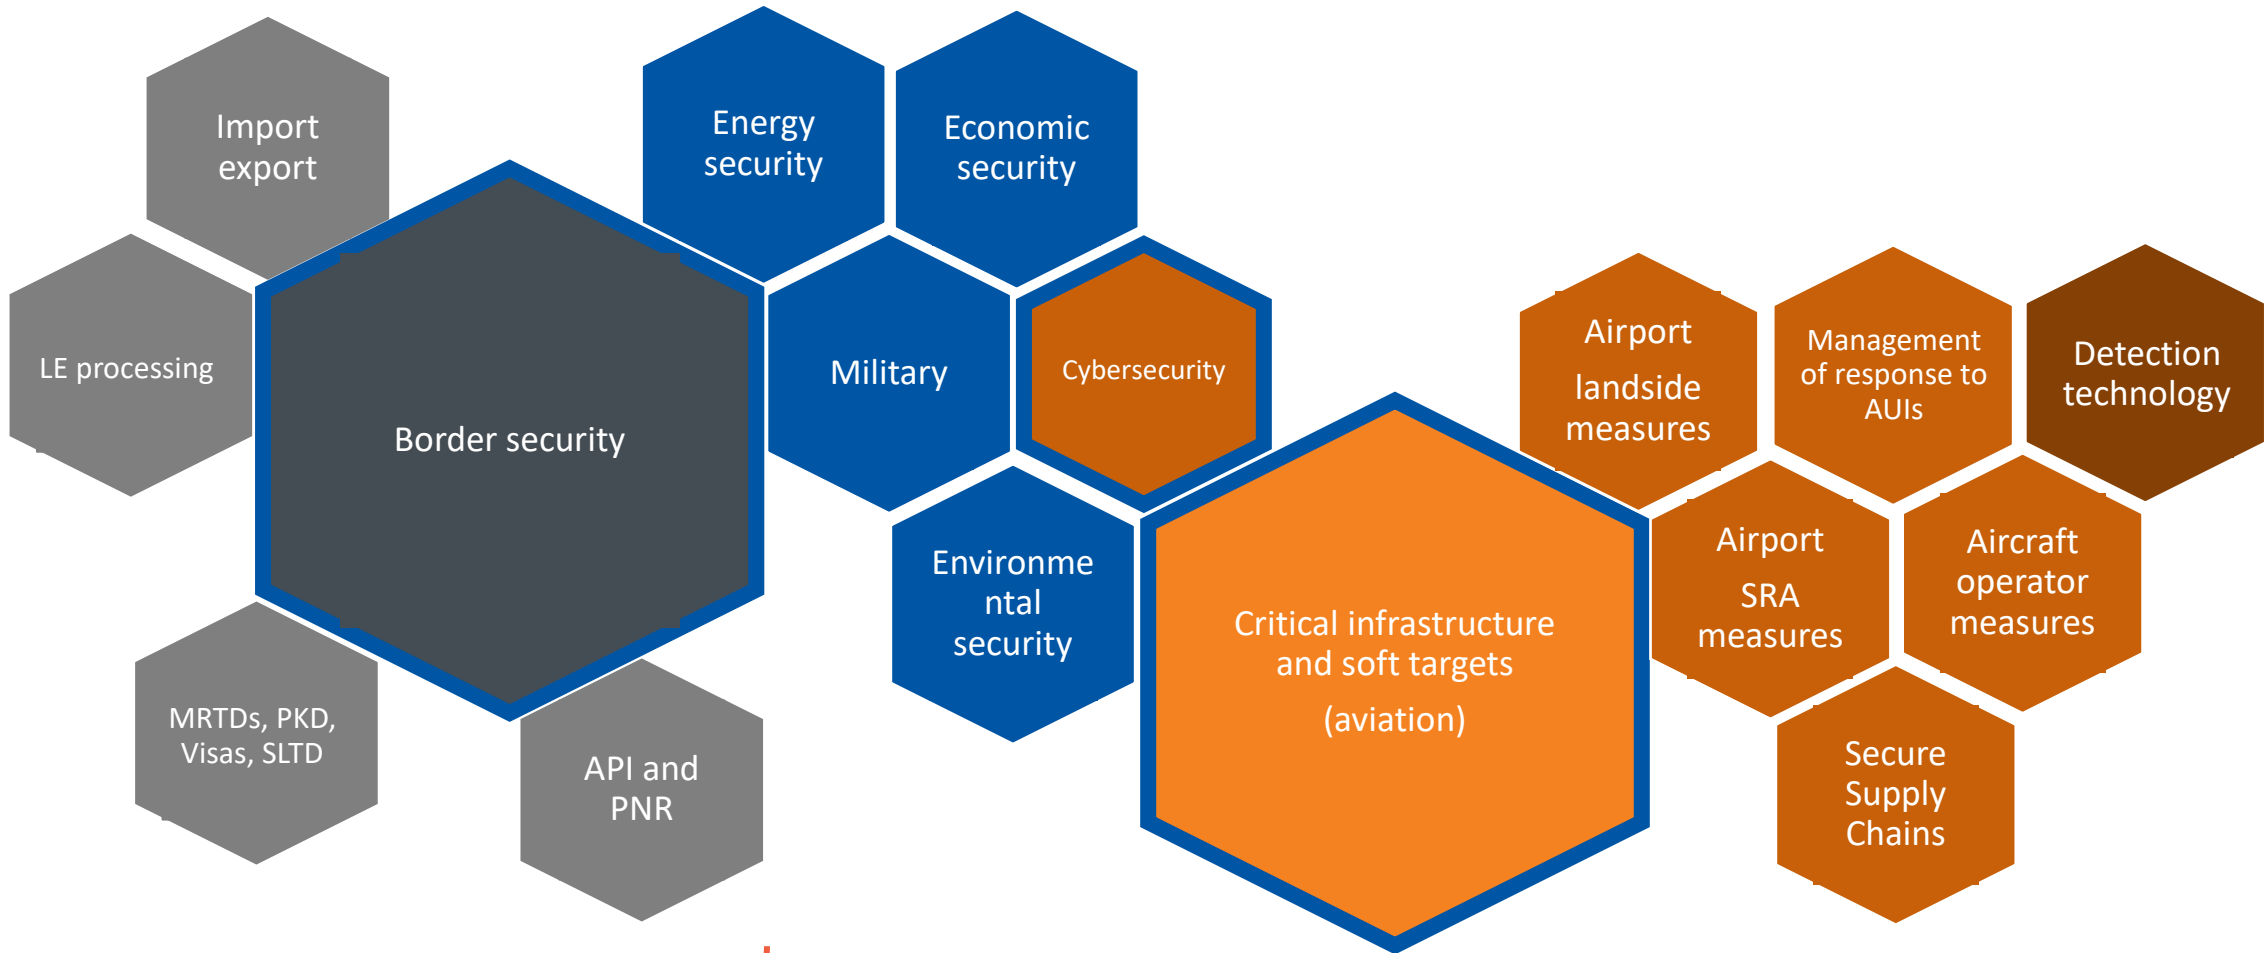 Import
export
LE processing
Border security
MRTDs, PKD,
Visas, SLTD
API and
PNR
Energy
security
Economic
security
Military
Cybersecurity
Environme
ntal
security
Critical infrastructure
and soft targets
(aviation)
Airport
landside
measures
Management
of response to
AUIs
Detection
technology
Airport
SRA
measures
Aircraft
operator
measures
Secure
Supply
Chains